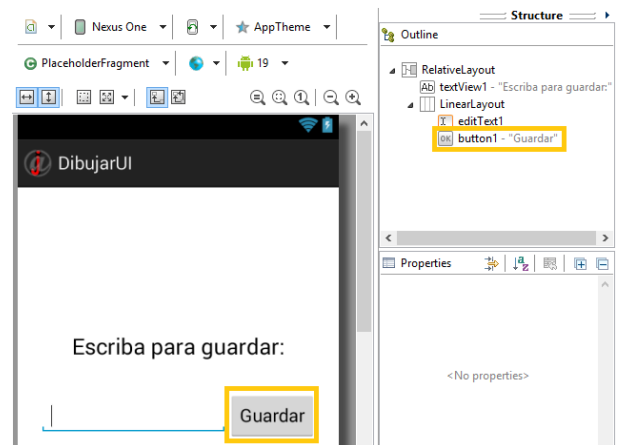 Structure
Nexus One
AppTheme
Outline
PlaceholderFragment
19
RelativeLayout
Ab textView1 - "Escriba para guardar:"
LinearLayout
I editText1
OK button1 - "Guardar"
DibujarUI
Properties
Escriba para guardar:
<No properties>
Guardar